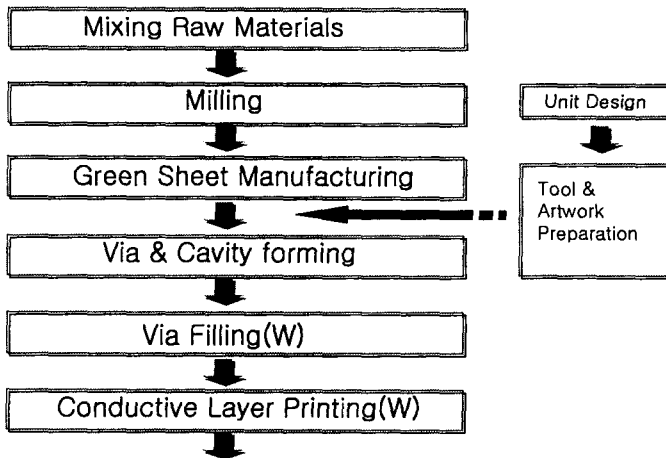 Mixing Raw Materials
Milling
Unit Design
Green Sheet Manufacturing
Tool &
Artwork
Preparation
Via & Cavity forming
Via Filling(W)
Conductive Layer Printing(W)